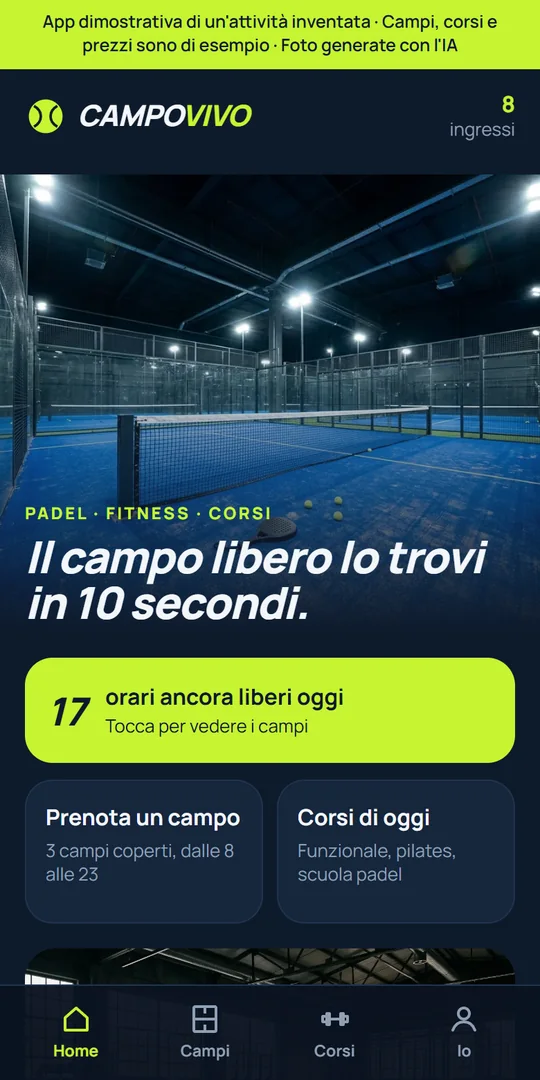 App dimostrativa di un'attività inventata · Campi, corsi e
prezzi sono di esempio · Foto generate con l'IA
CAMPOVIVO
8
ingressi
PADEL · FITNESS · CORSI
Il campo libero lo trovi
in 10 secondi.
17
orari ancora liberi oggi
Tocca per vedere i campi
Prenota un campo
3 campi coperti, dalle 8
alle 23
Corsi di oggi
Funzionale, pilates,
scuola padel
Home
Campi
Corsi
Io